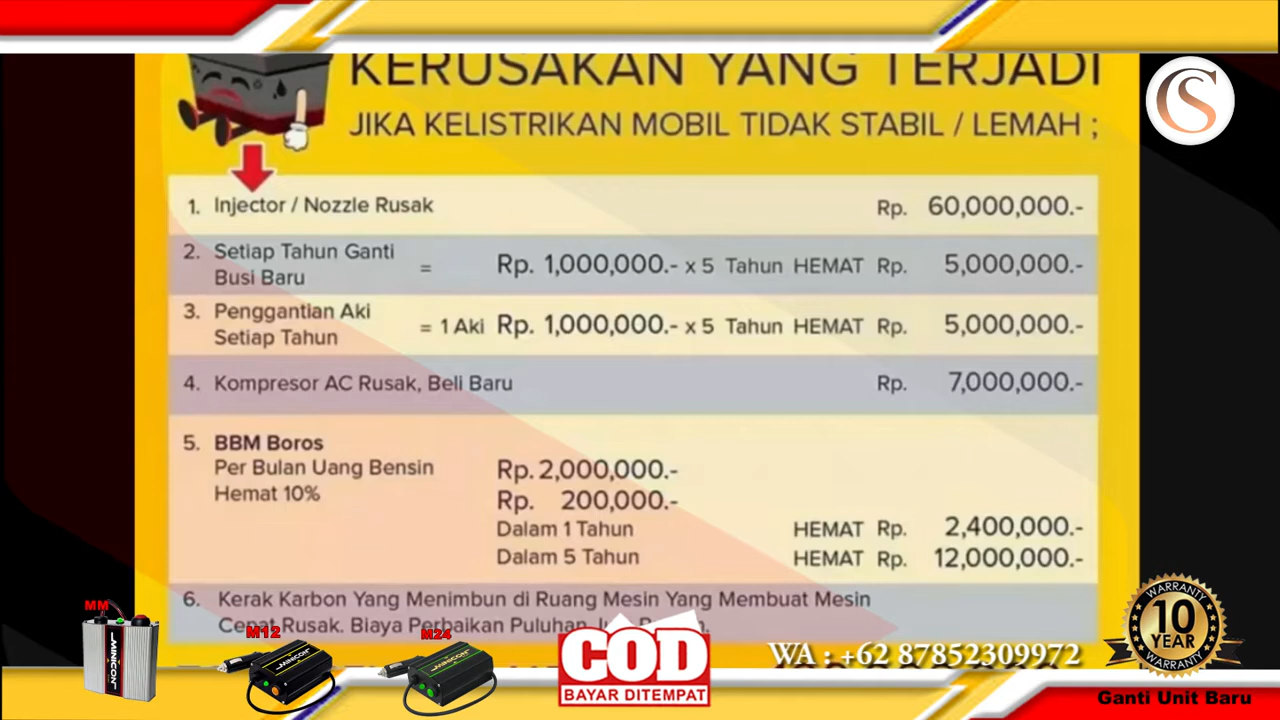 KERUSAKAN YANG TERJADI
JIKA KELISTRIKAN MOBIL TIDAK STABIL / LEMAH ;
1. Injector / Nozzle Rusak Rp. 60,000,000.-
2. Setiap Tahun Ganti
Busi Baru = Rp. 1,000,000.- x 5 Tahun HEMAT Rp. 5,000,000.-
3. Penggantian Aki
Setiap Tahun = 1 Aki Rp. 1,000,000.- x 5 Tahun HEMAT Rp. 5,000,000.-
4. Kompresor AC Rusak, Beli Baru Rp. 7,000,000.-
5. BBM Boros
Per Bulan Uang Bensin Rp. 2,000,000.-
Hemat 10% Rp. 200,000.-
Dalam 1 Tahun HEMAT Rp. 2,400,000.-
Dalam 5 Tahun HEMAT Rp. 12,000,000.-
6. Kerak Karbon Yang Menimbun di Ruang Mesin Yang Membuat Mesin
Cepat Rusak. Biaya Perbaikan Puluhan
CS
MM
MINICON
M12
MINICON
M24
MINICON
COD
BAYAR DITEMPAT
WA : +62 87852309972
WARRANTY
10
YEAR
WARRANTY
Ganti Unit Baru